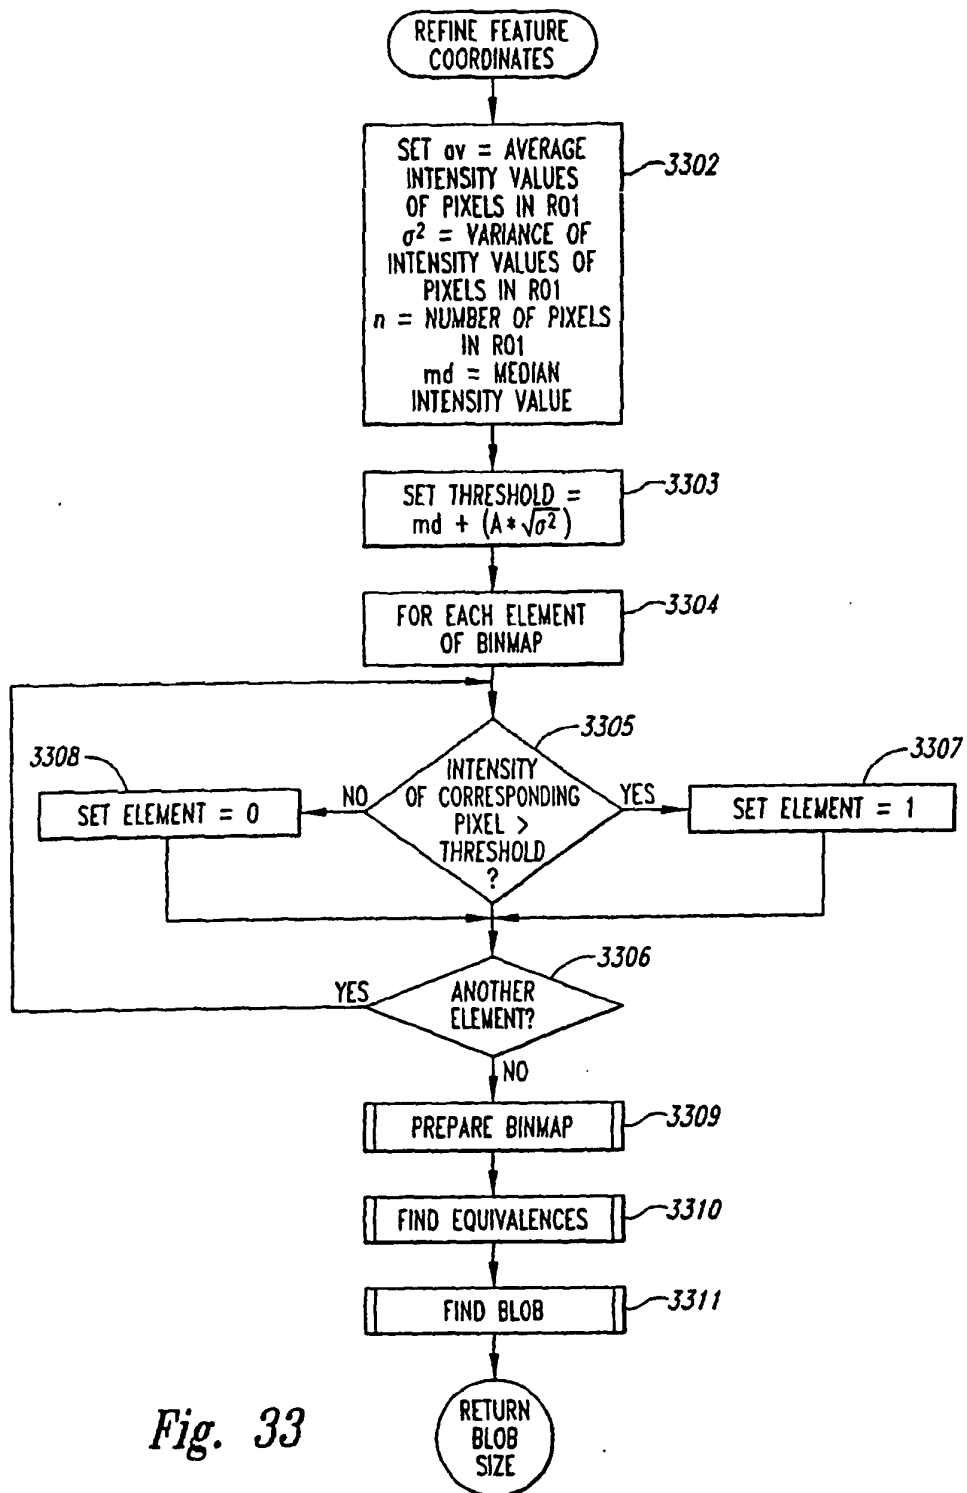 REFINE FEATURE
COORDINATES
SET av = AVERAGE
INTENSITY VALUES
OF PIXELS IN RO1
σ² = VARIANCE OF
INTENSITY VALUES OF
PIXELS IN RO1
n = NUMBER OF PIXELS
IN RO1
md = MEDIAN
INTENSITY VALUE
3302
SET THRESHOLD =
md + (A*√σ²)
3303
FOR EACH ELEMENT
OF BINMAP
3304
3305
INTENSITY
OF CORRESPONDING
PIXEL >
THRESHOLD
?
NO
YES
3308
SET ELEMENT = 0
3307
SET ELEMENT = 1
3306
ANOTHER
ELEMENT?
YES
NO
PREPARE BINMAP
3309
FIND EQUIVALENCES
3310
FIND BLOB
3311
RETURN
BLOB
SIZE
Fig. 33